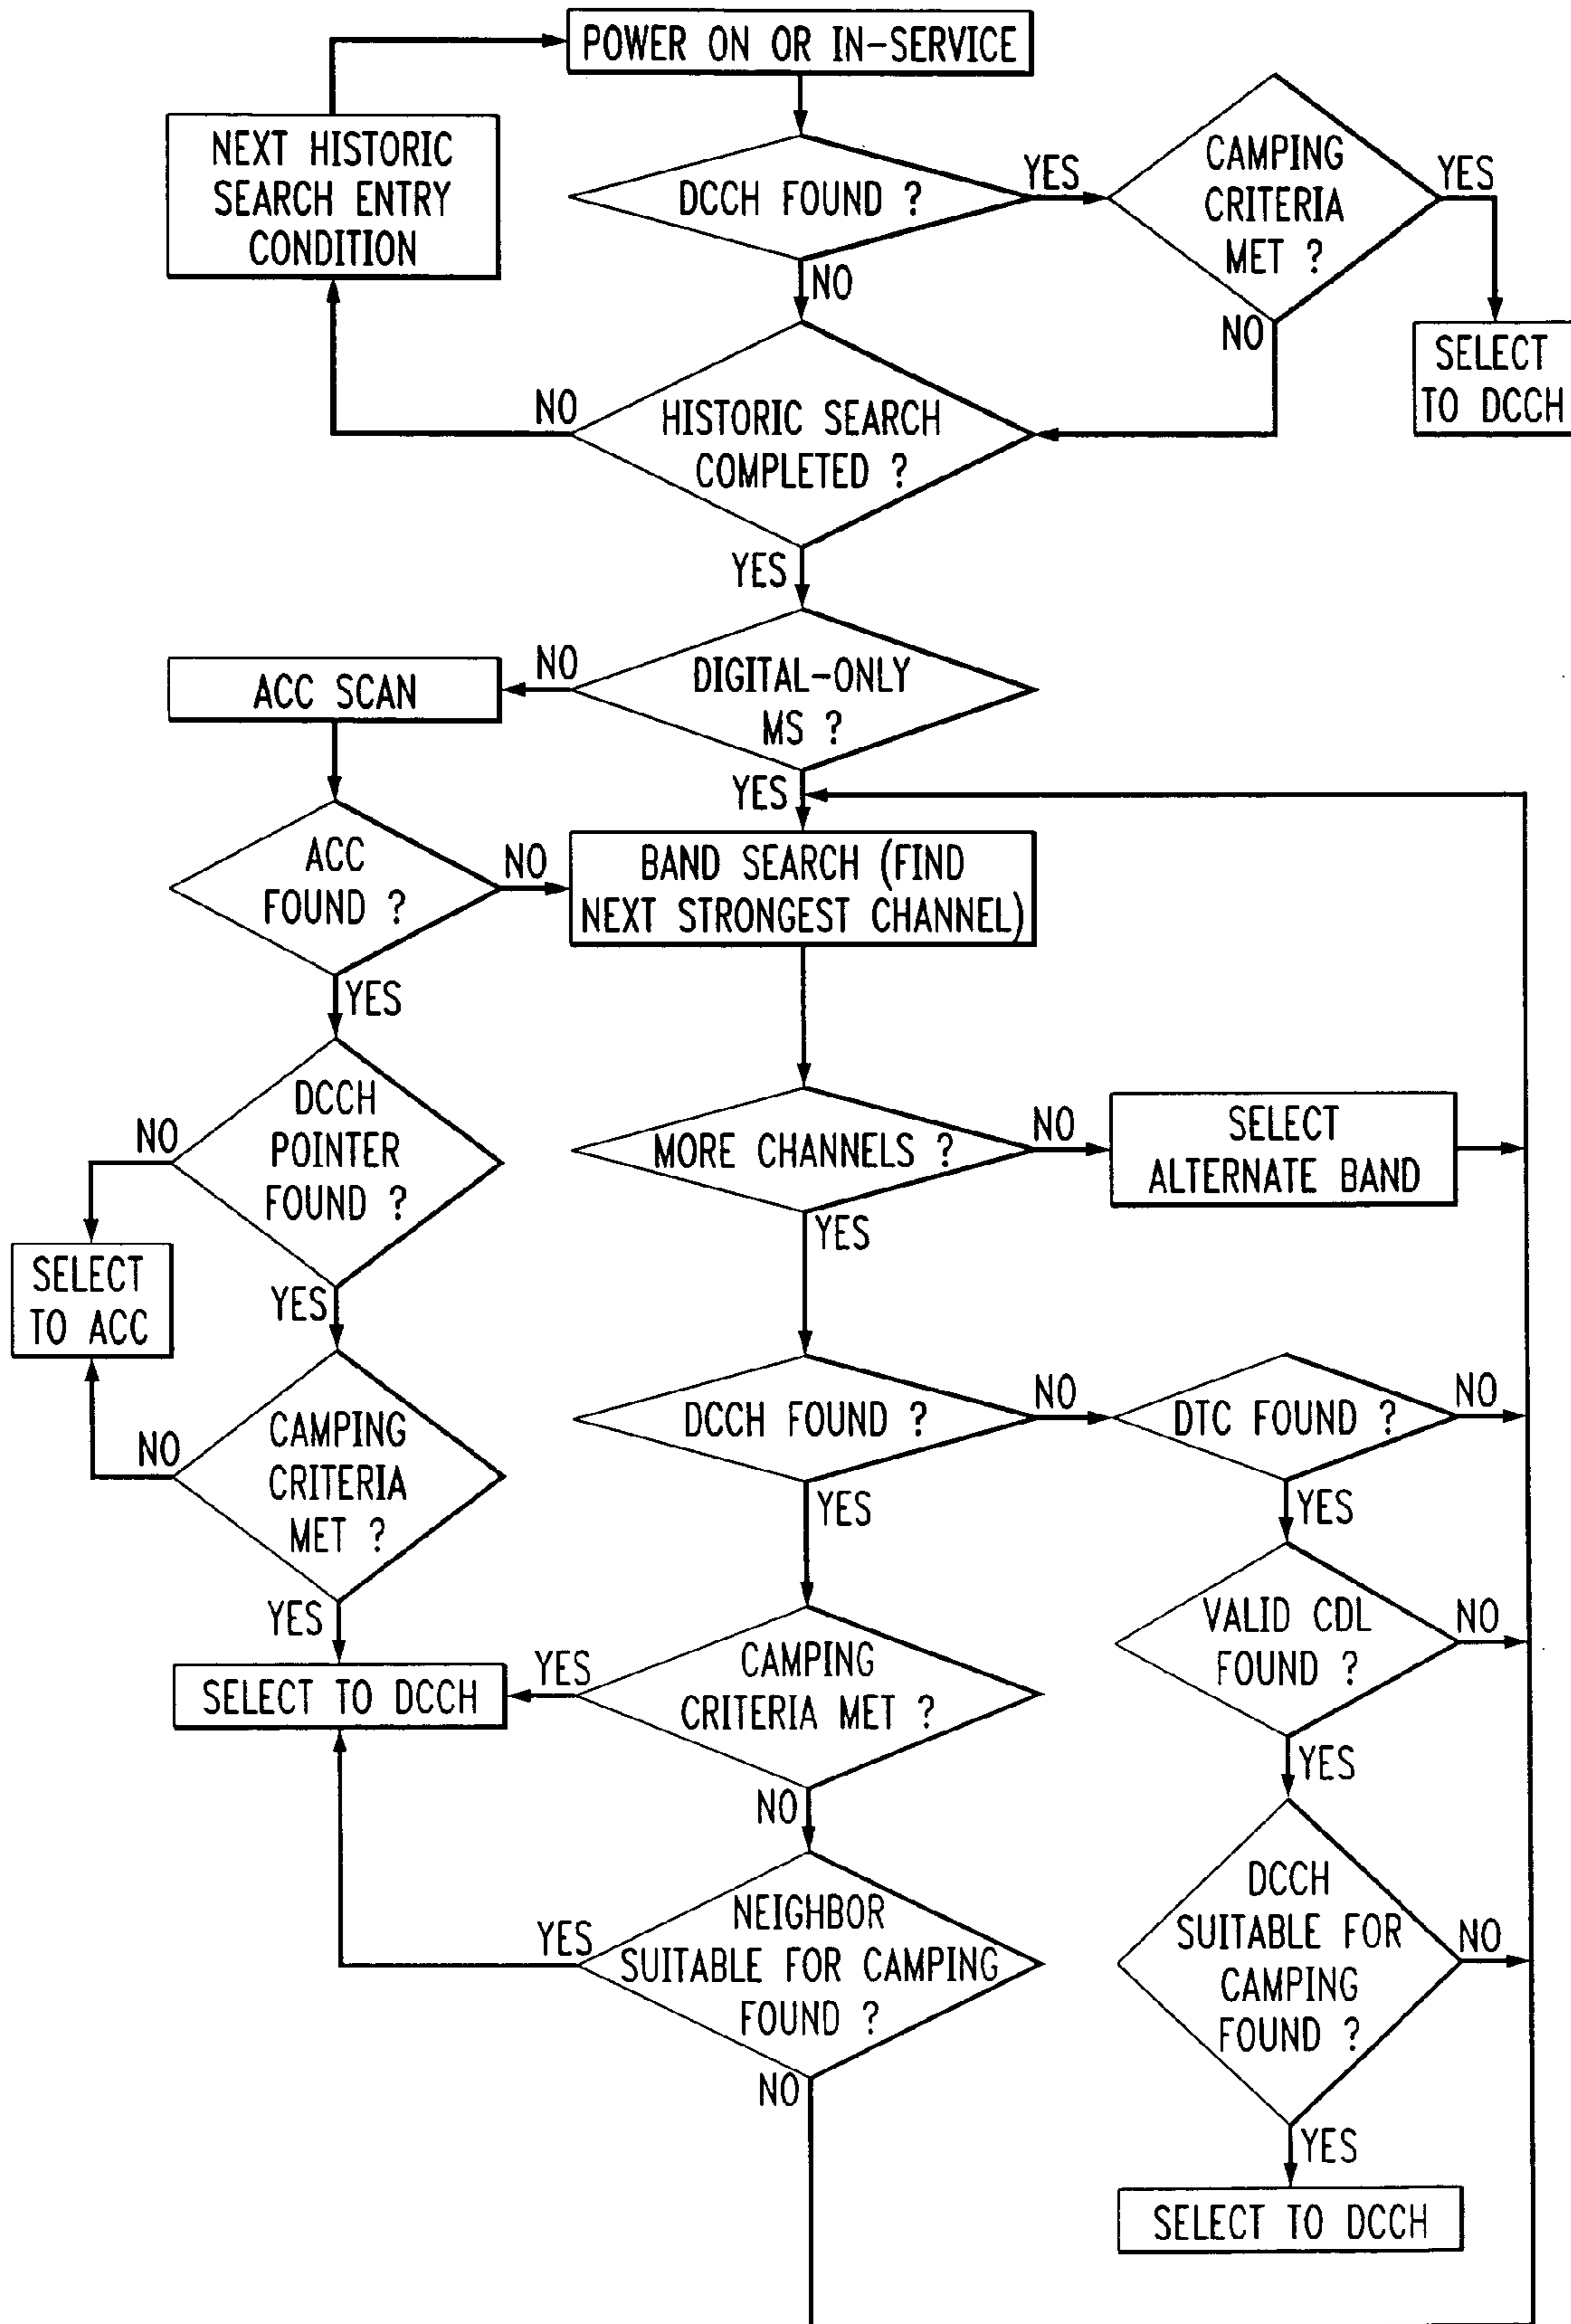 POWER ON OR IN-SERVICE
NEXT HISTORIC
SEARCH ENTRY
CONDITION
DCCH FOUND ?
YES
CAMPING
CRITERIA
MET ?
YES
NO
NO
SELECT
TO DCCH
NO
HISTORIC SEARCH
COMPLETED ?
YES
ACC SCAN
NO
DIGITAL-ONLY
MS ?
YES
ACC
FOUND ?
NO
BAND SEARCH (FIND
NEXT STRONGEST CHANNEL)
YES
DCCH
POINTER
FOUND ?
NO
MORE CHANNELS ?
NO
SELECT
ALTERNATE BAND
YES
SELECT
TO ACC
YES
CAMPING
CRITERIA
MET ?
NO
DCCH FOUND ?
NO
DTC FOUND ?
NO
YES
YES
YES
VALID CDL
FOUND ?
NO
SELECT TO DCCH
YES
CAMPING
CRITERIA MET ?
YES
NO
DCCH
SUITABLE FOR
CAMPING
FOUND ?
NO
YES
NEIGHBOR
SUITABLE FOR CAMPING
FOUND ?
NO
YES
SELECT TO DCCH